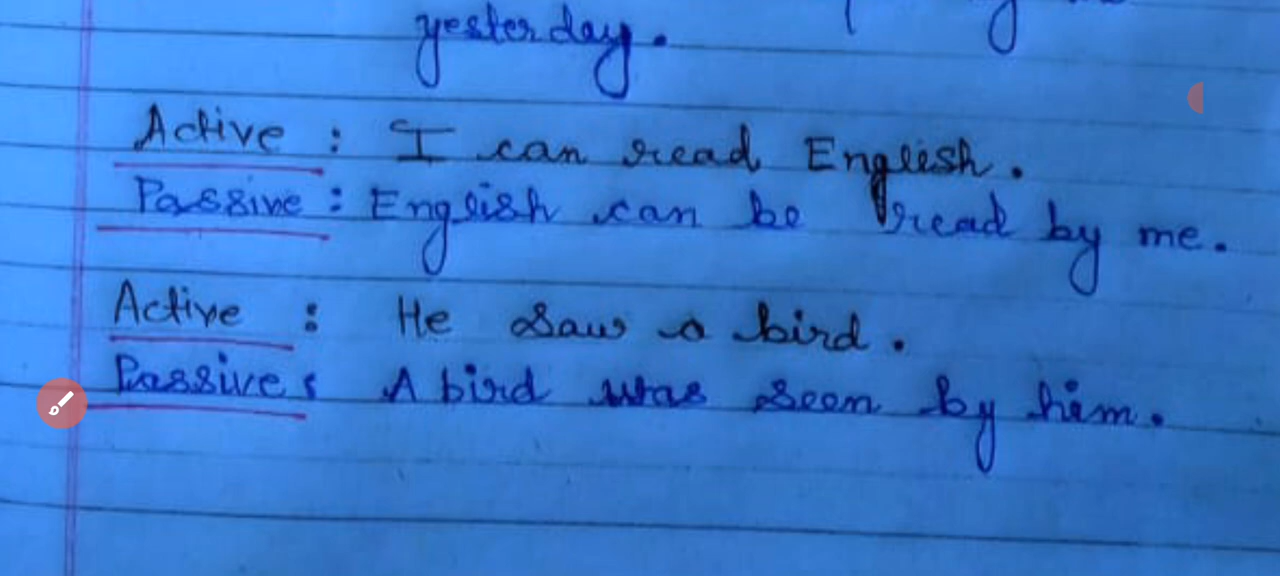 yesterday.
Active : I can read English.
Passive : English can be read by me.
Active : He saw a bird.
Passive : A bird was seen by him.